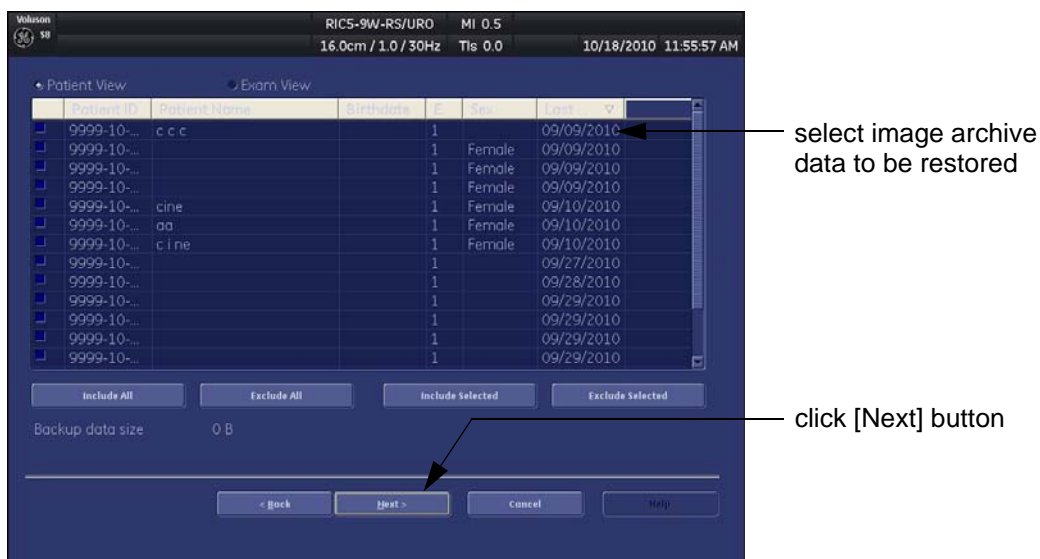 Voluson
S8
RIC5-9W-RS/URO MI 0.5
16.0cm / 1.0 / 30Hz TIs 0.0 10/18/2010 11:55:57 AM
Patient View Exam View
Patient ID Patient Name Birthdate E Sex Last
9999-10-... c c c 1 09/09/2010
9999-10-... 1 Female 09/09/2010
9999-10-... 1 Female 09/09/2010
9999-10-... 1 Female 09/09/2010
9999-10-... cine 1 Female 09/10/2010
9999-10-... aa 1 Female 09/10/2010
9999-10-... c i ne 1 Female 09/10/2010
9999-10-... 1 09/27/2010
9999-10-... 1 09/28/2010
9999-10-... 1 09/29/2010
9999-10-... 1 09/29/2010
9999-10-... 1 09/29/2010
9999-10-... 1 09/29/2010
select image archive
data to be restored
Include All Exclude All Include Selected Exclude Selected
Backup data size 0 B
click [Next] button
< Back Next > Cancel Help